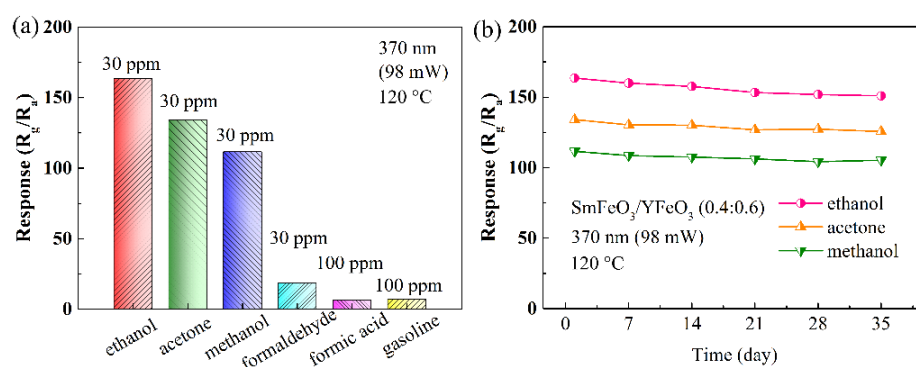 (a)
200
150
100
50
0
Response (Rg/Ra)
30 ppm
30 ppm
30 ppm
30 ppm
100 ppm
100 ppm
370 nm
(98 mW)
120 °C
ethanol
acetone
methanol
formaldehyde
formic acid
gasoline
(b)
200
150
100
50
0
Response (Rg/Ra)
SmFeO3/YFeO3 (0.4:0.6)
370 nm (98 mW)
120 °C
ethanol
acetone
methanol
0 7 14 21 28 35
Time (day)